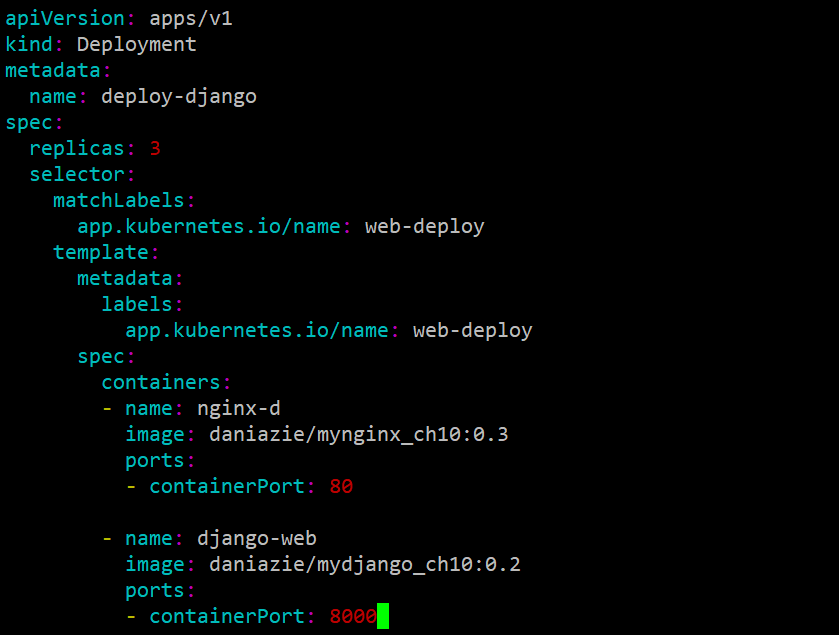 apiVersion: apps/v1
kind: Deployment
metadata:
  name: deploy-django
spec:
  replicas: 3
  selector:
    matchLabels:
      app.kubernetes.io/name: web-deploy
    template:
      metadata:
        labels:
          app.kubernetes.io/name: web-deploy
      spec:
        containers:
        - name: nginx-d
          image: daniazie/mynginx_ch10:0.3
          ports:
          - containerPort: 80

        - name: django-web
          image: daniazie/mydjango_ch10:0.2
          ports:
          - containerPort: 8000